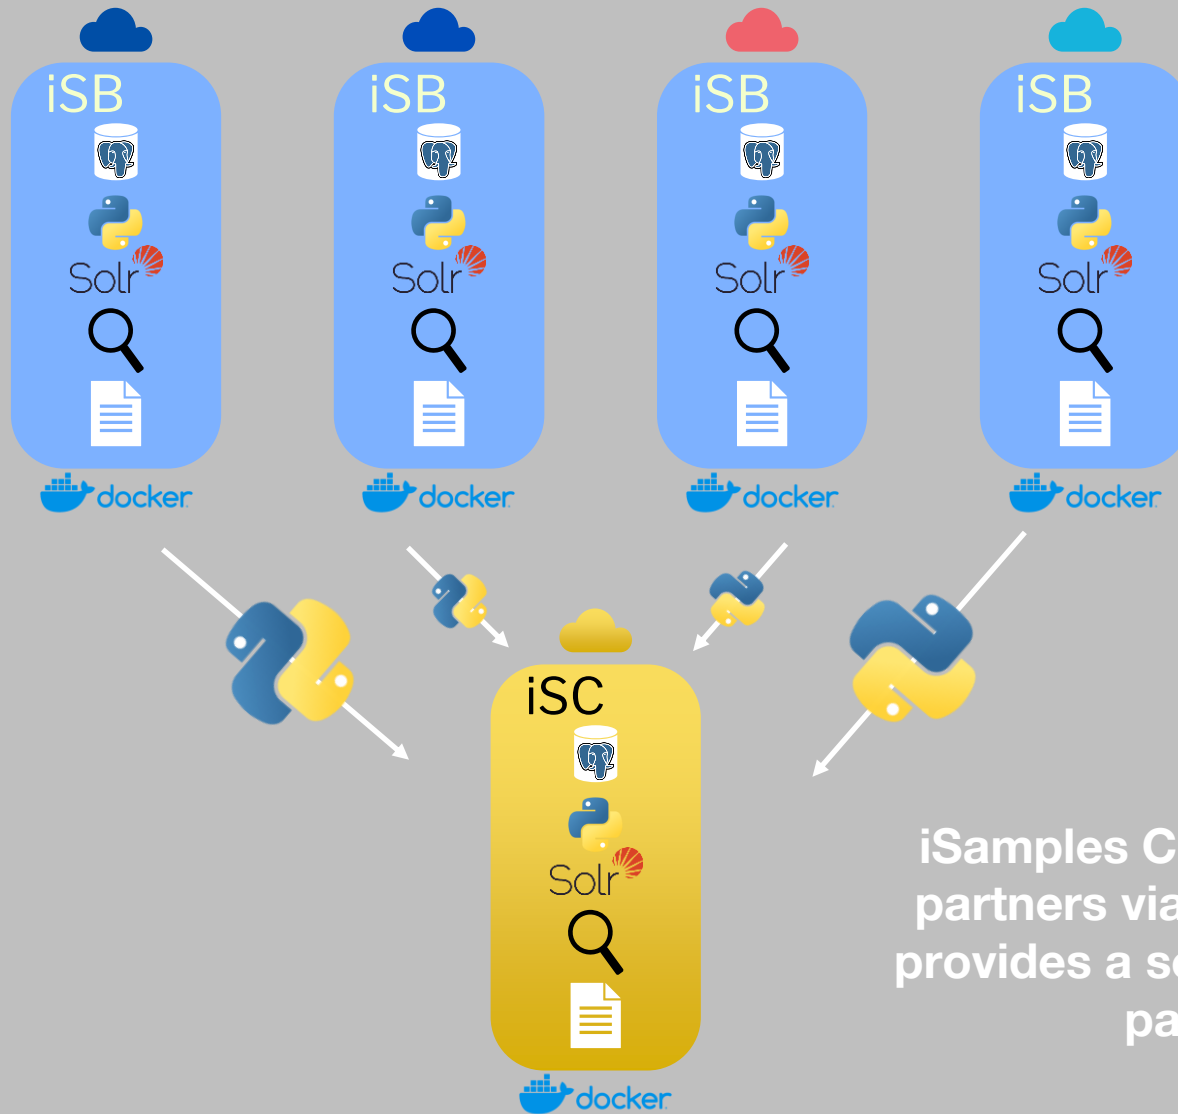 iSB
iSB
iSB
iSB
Solr
Solr
Solr
Solr
docker
docker
docker
docker
iSC
Solr
docker
iSamples C
partners via
provides a s
pa